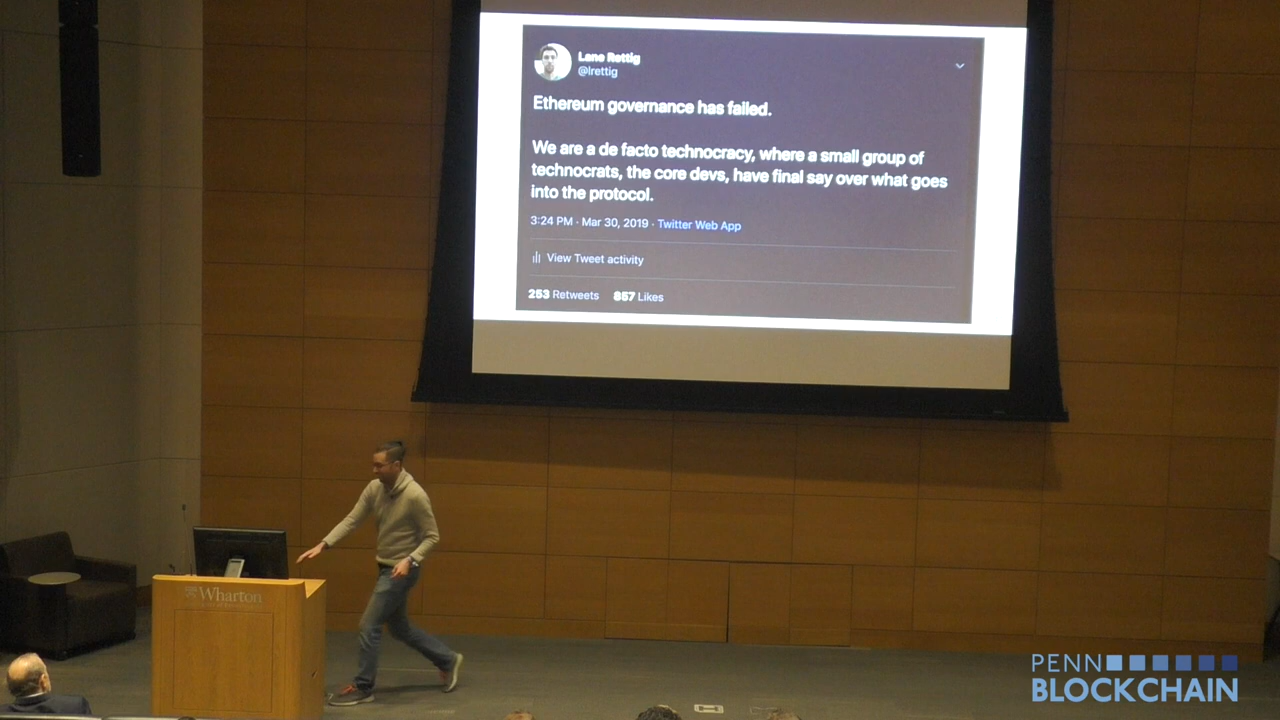 Lane Rettig
@lrettig
Ethereum governance has failed.
We are a de facto technocracy, where a small group of
technocrats, the core devs, have final say over what goes
into the protocol.
3:24 PM · Mar 30, 2019 · Twitter Web App
View Tweet activity
253 Retweets 857 Likes
Wharton
PENN
BLOCKCHAIN